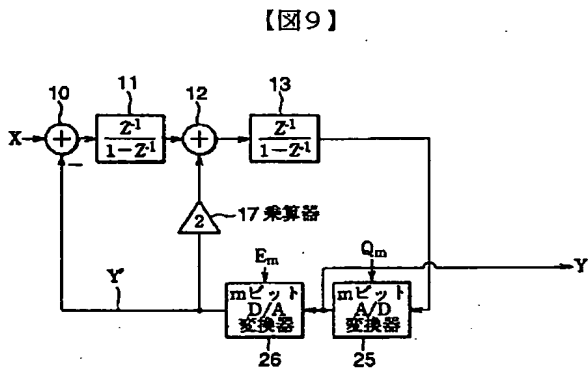 【図9】
10
11
12
13
X
+
Z-1
1-Z-1
+
Z-1
1-Z-1
−
2
17 乗算器
Em
Qm
Y'
Y
mビット
D/A
変換器
mビット
A/D
変換器
26
25